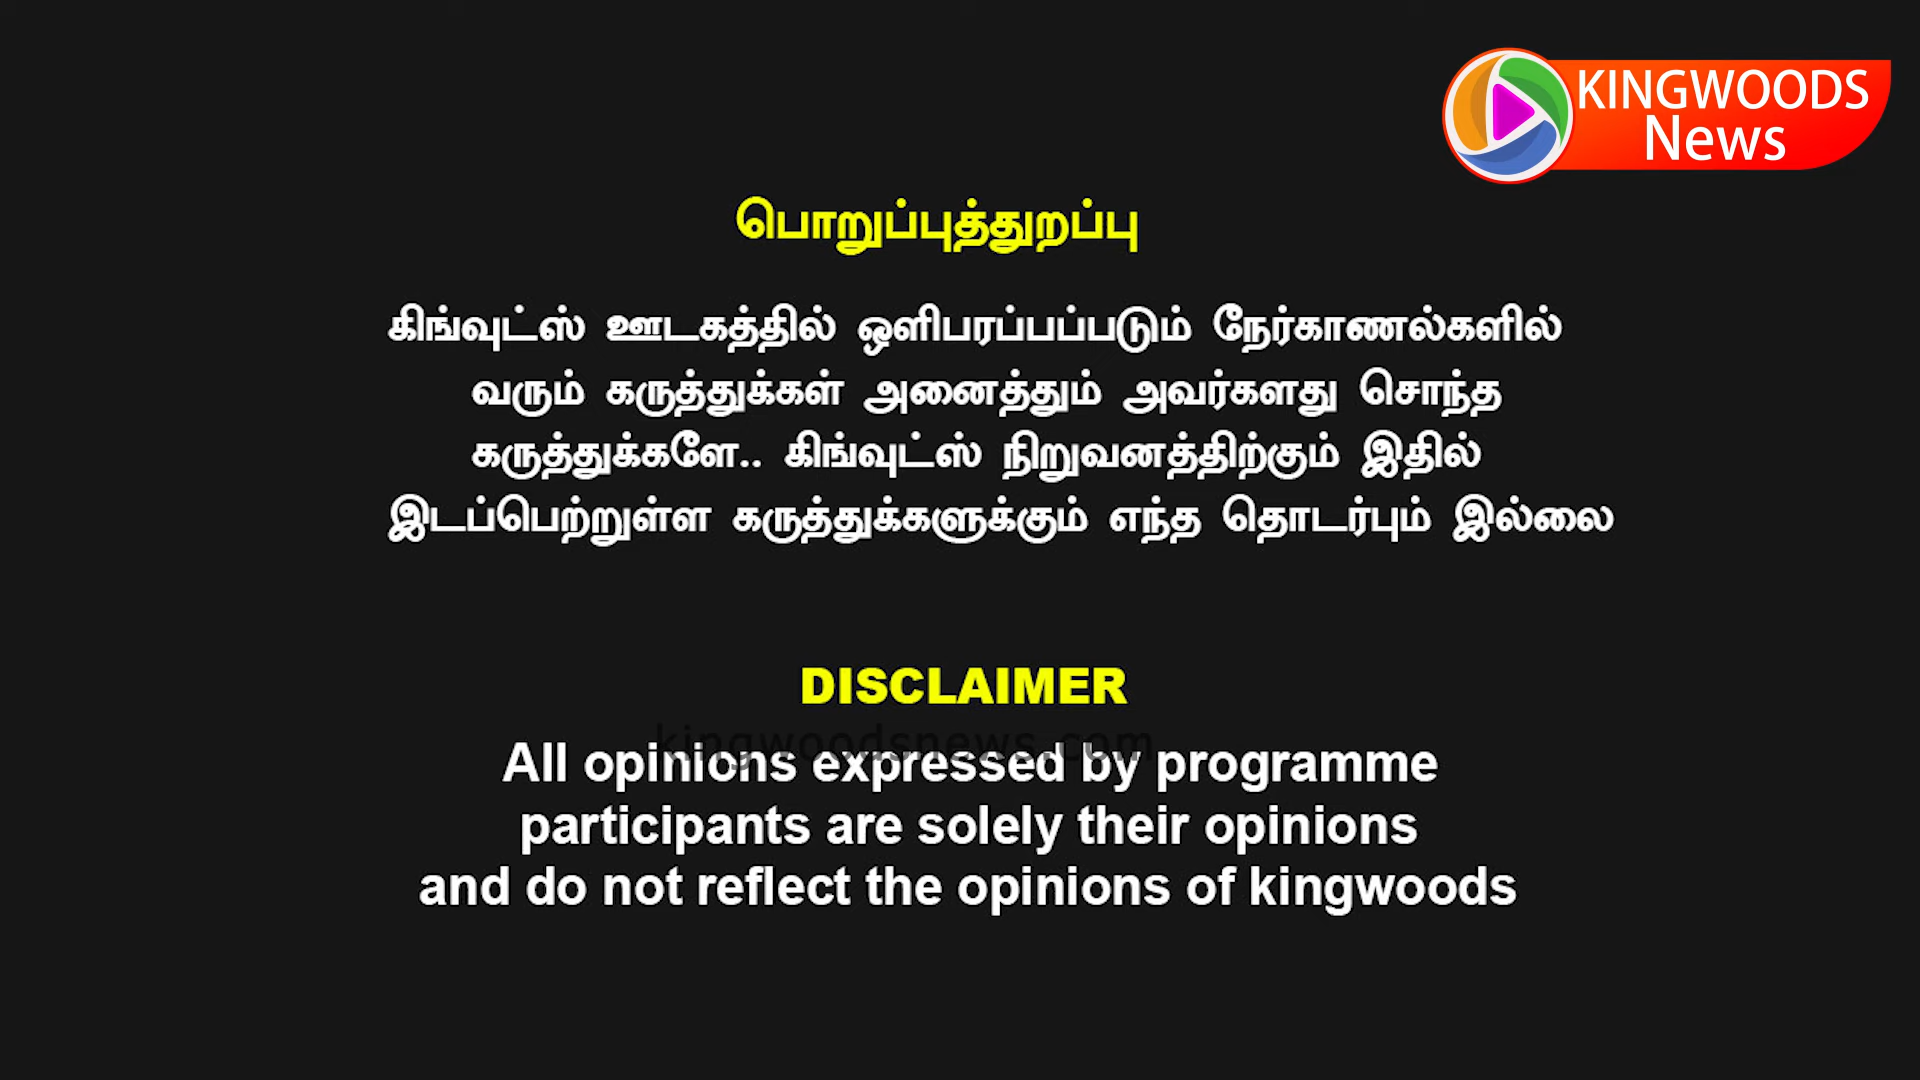 KINGWOODS
News
பொறுப்புத்துறப்பு
கிங்வுட்ஸ் ஊடகத்தில் ஒளிபரப்பப்படும் நேர்காணல்களில்
வரும் கருத்துக்கள் அனைத்தும் அவர்களது சொந்த
கருத்துக்களே.. கிங்வுட்ஸ் நிறுவனத்திற்கும் இதில்
இடப்பெற்றுள்ள கருத்துக்களுக்கும் எந்த தொடர்பும் இல்லை
DISCLAIMER
kingwoodsnews.com
All opinions expressed by programme
participants are solely their opinions
and do not reflect the opinions of kingwoods